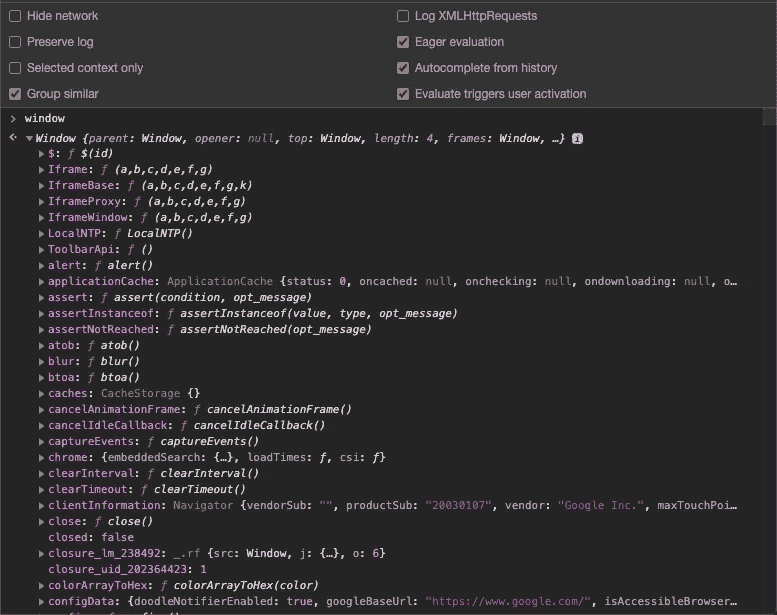 Hide network
Log XMLHttpRequests
Preserve log
Eager evaluation
Selected context only
Autocomplete from history
Group similar
Evaluate triggers user activation
> window
Window {parent: Window, opener: null, top: Window, length: 4, frames: Window, …} i
$: ƒ $(id)
Iframe: ƒ (a,b,c,d,e,f,g)
IframeBase: ƒ (a,b,c,d,e,f,g,k)
IframeProxy: ƒ (a,b,c,d,e,f,g)
IframeWindow: ƒ (a,b,c,d,e,f,g)
LocalNTP: ƒ LocalNTP()
ToolbarApi: ƒ ()
alert: ƒ alert()
applicationCache: ApplicationCache {status: 0, oncached: null, onchecking: null, ondownloading: null, o…
assert: ƒ assert(condition, opt_message)
assertInstanceof: ƒ assertInstanceof(value, type, opt_message)
assertNotReached: ƒ assertNotReached(opt_message)
atob: ƒ atob()
blur: ƒ blur()
btoa: ƒ btoa()
caches: CacheStorage {}
cancelAnimationFrame: ƒ cancelAnimationFrame()
cancelIdleCallback: ƒ cancelIdleCallback()
captureEvents: ƒ captureEvents()
chrome: {embeddedSearch: {…}, loadTimes: ƒ, csi: ƒ}
clearInterval: ƒ clearInterval()
clearTimeout: ƒ clearTimeout()
clientInformation: Navigator {vendorSub: "", productSub: "20030107", vendor: "Google Inc.", maxTouchPoi…
close: ƒ close()
closed: false
closure_lm_238492: _.rf {src: Window, j: {…}, o: 6}
closure_uid_202364423: 1
colorArrayToHex: ƒ colorArrayToHex(color)
configData: {doodleNotifierEnabled: true, googleBaseUrl: "https://www.google.com/", isAccessibleBrowser…